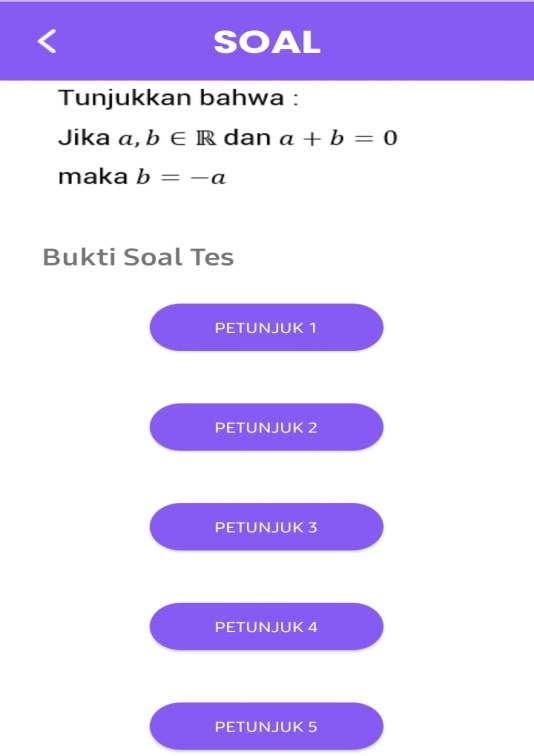 SOAL
Tunjukkan bahwa :
Jika a, b ∈ ℝ dan a + b = 0
maka b = −a
Bukti Soal Tes
PETUNJUK 1
PETUNJUK 2
PETUNJUK 3
PETUNJUK 4
PETUNJUK 5